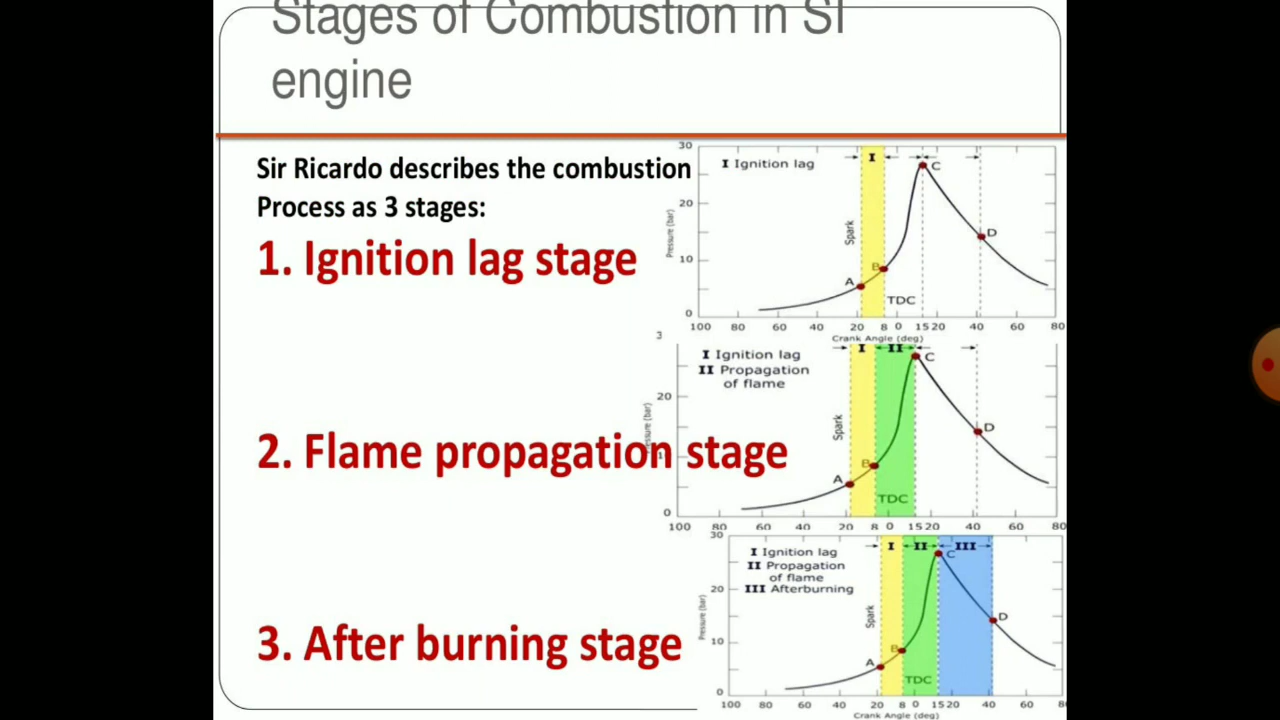 Stages of Combustion in SI
engine
Sir Ricardo describes the combustion
Process as 3 stages:
1. Ignition lag stage
2. Flame propagation stage
3. After burning stage
30
I Ignition lag
I
C
20
Pressure (bar)
Spark
D
10
B
A
TDC
0
100 80 60 40 20 8 0 15 20 40 60 80
Crank Angle (deg)
3
I Ignition lag
II Propagation
of flame
I II
C
20
Spark
D
B
A
TDC
0
100 80 60 40 20 8 0 15 20 40 60 80
30
I Ignition lag
II Propagation
of flame
III Afterburning
I II III
C
20
Pressure (bar)
Spark
D
10
B
A
TDC
0
100 80 60 40 20 8 0 15 20 40 60 80
Crank Angle (deg)